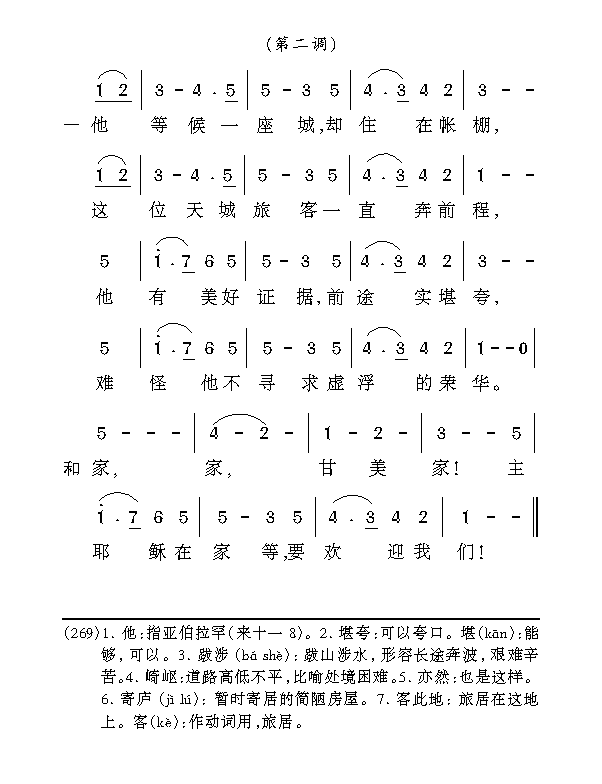 (第二调)
1 2 | 3 - 4 . 5 | 5 - 3 5 | 4 . 3 4 2 | 3 - -
一他 等候一座城,却住 在帐棚,
1 2 | 3 - 4 . 5 | 5 - 3 5 | 4 . 3 4 2 | 1 - -
这 位天城旅 客一直 奔前程,
5 | 1 . 7 6 5 | 5 - 3 5 | 4 . 3 4 2 | 3 - -
他 有 美好证 据,前途 实堪夸,
5 | 1 . 7 6 5 | 5 - 3 5 | 4 . 3 4 2 | 1 - - 0 |
难 怪 他不寻 求虚浮 的荣华。
5 - - - | 4 - 2 - | 1 - 2 - | 3 - - 5 |
和家, 家, 甘 美 家! 主
1 . 7 6 5 | 5 - 3 5 | 4 . 3 4 2 | 1 - - ‖
耶 稣在家 等,要欢 迎我们!
(269)1. 他:指亚伯拉罕(来十一 8)。2. 堪夸:可以夸口。堪(kān):能
够,可以。3. 跋涉 (bá shè):跋山涉水,形容长途奔波,艰难辛
苦。4. 崎岖:道路高低不平,比喻处境困难。5. 亦然:也是这样。
6. 寄庐 (jì lú):暂时寄居的简陋房屋。7. 客此地:旅居在这地
上。客(kè):作动词用,旅居。